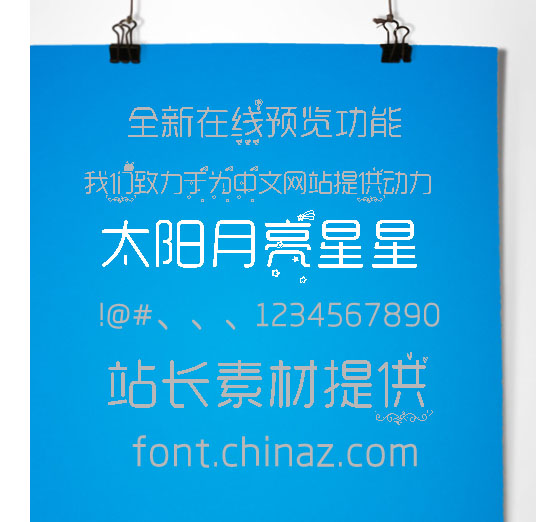 全新在线预览功能
我们致力于为中文网站提供动力
太阳月亮星星
!@#、、、1234567890
站长素材提供
font.chinaz.com